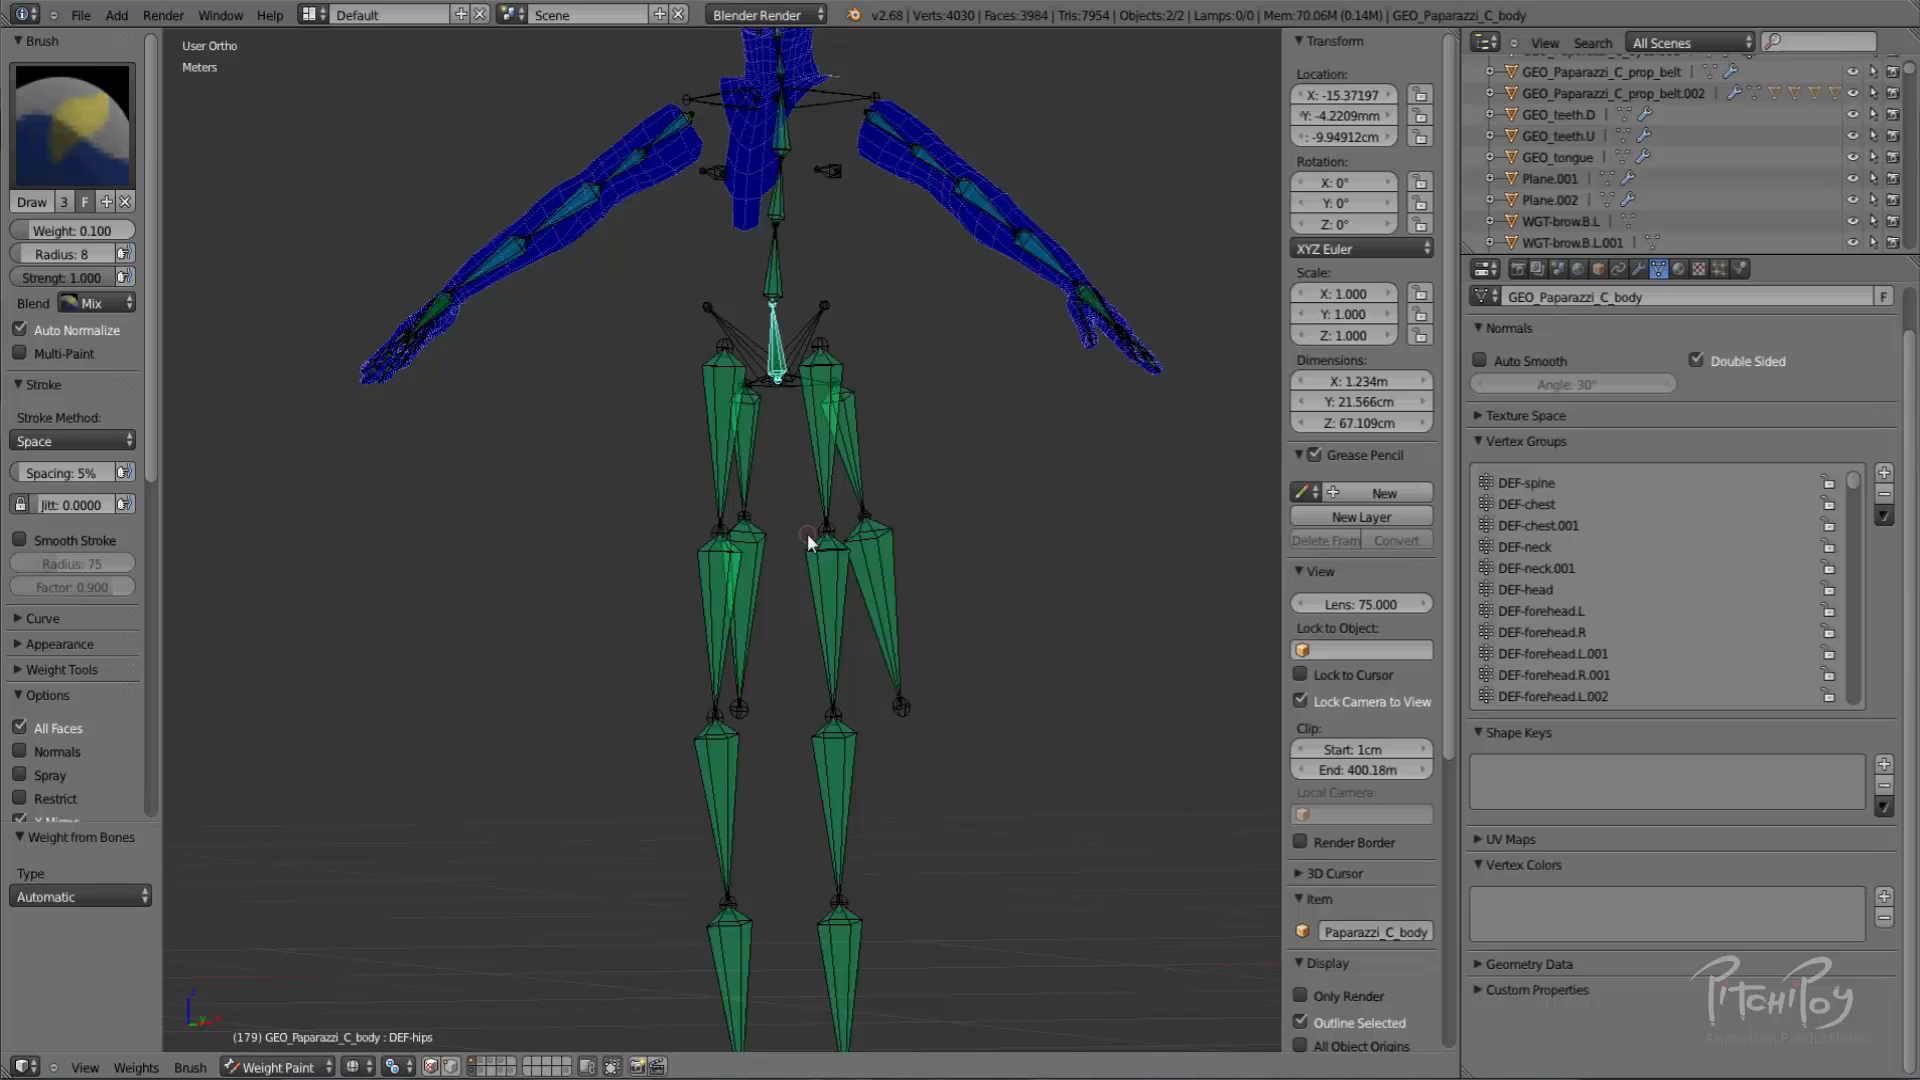 File Add Render Window Help Default Scene Blender Render v2.68 | Verts:4030 | Faces:3984 | Tris:7954 | Objects:2/2 | Lamps:0/0 | Mem:70.06M (0.14M) | GEO_Paparazzi_C_body
Brush
Draw 3 F
Weight: 0.100
Radius: 8
Strengt: 1.000
Blend Mix
Auto Normalize
Multi-Paint
Stroke
Stroke Method:
Space
Spacing: 5%
Jitt: 0.0000
Smooth Stroke
Radius: 75
Factor: 0.900
Curve
Appearance
Weight Tools
Options
All Faces
Normals
Spray
Restrict
X Mirror
Weight from Bones
Type
Automatic
User Ortho
Meters
(179) GEO_Paparazzi_C_body : DEF-hips
View Weights Brush Weight Paint
Transform
Location:
X: -15.37197
Y: -4.2209mm
: -9.94912cm
Rotation:
X: 0°
Y: 0°
Z: 0°
XYZ Euler
Scale:
X: 1.000
Y: 1.000
Z: 1.000
Dimensions:
X: 1.234m
Y: 21.566cm
Z: 67.109cm
Grease Pencil
New
New Layer
Delete Fram Convert
View
Lens: 75.000
Lock to Object:
Lock to Cursor
Lock Camera to View
Clip:
Start: 1cm
End: 400.18m
Local Camera:
Render Border
3D Cursor
Item
Paparazzi_C_body
Display
Only Render
Outline Selected
All Object Origins
View Search All Scenes
GEO_Paparazzi_C_prop_belt
GEO_Paparazzi_C_prop_belt.002
GEO_teeth.D
GEO_teeth.U
GEO_tongue
Plane.001
Plane.002
WGT-brow.B.L
WGT-brow.B.L.001
GEO_Paparazzi_C_body F
Normals
Auto Smooth Double Sided
Angle: 30°
Texture Space
Vertex Groups
DEF-spine
DEF-chest
DEF-chest.001
DEF-neck
DEF-neck.001
DEF-head
DEF-forehead.L
DEF-forehead.R
DEF-forehead.L.001
DEF-forehead.R.001
DEF-forehead.L.002
Shape Keys
UV Maps
Vertex Colors
Geometry Data
Custom Properties
PitchiPoy
Animation Productions